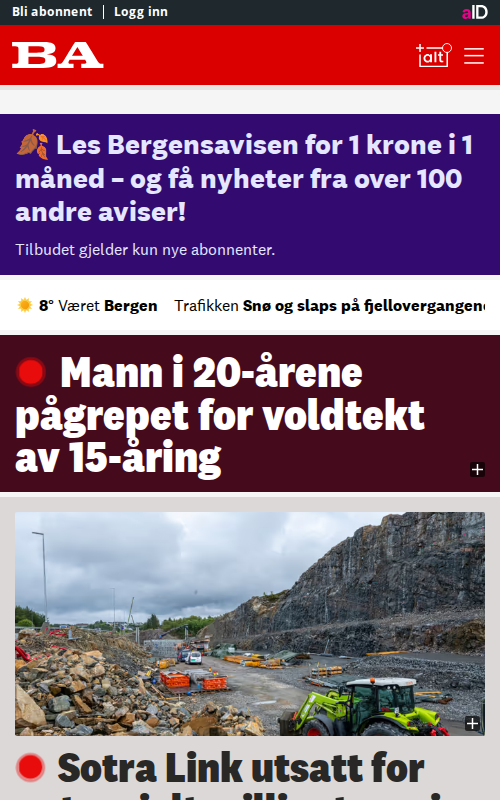 Bli abonnent | Logg inn
aID
BA
+alt
Les Bergensavisen for 1 krone i 1
måned – og få nyheter fra over 100
andre aviser!
Tilbudet gjelder kun nye abonnenter.
8° Været Bergen Trafikken Snø og slaps på fjellovergangene
Mann i 20-årene
pågrepet for voldtekt
av 15-åring
Sotra Link utsatt for